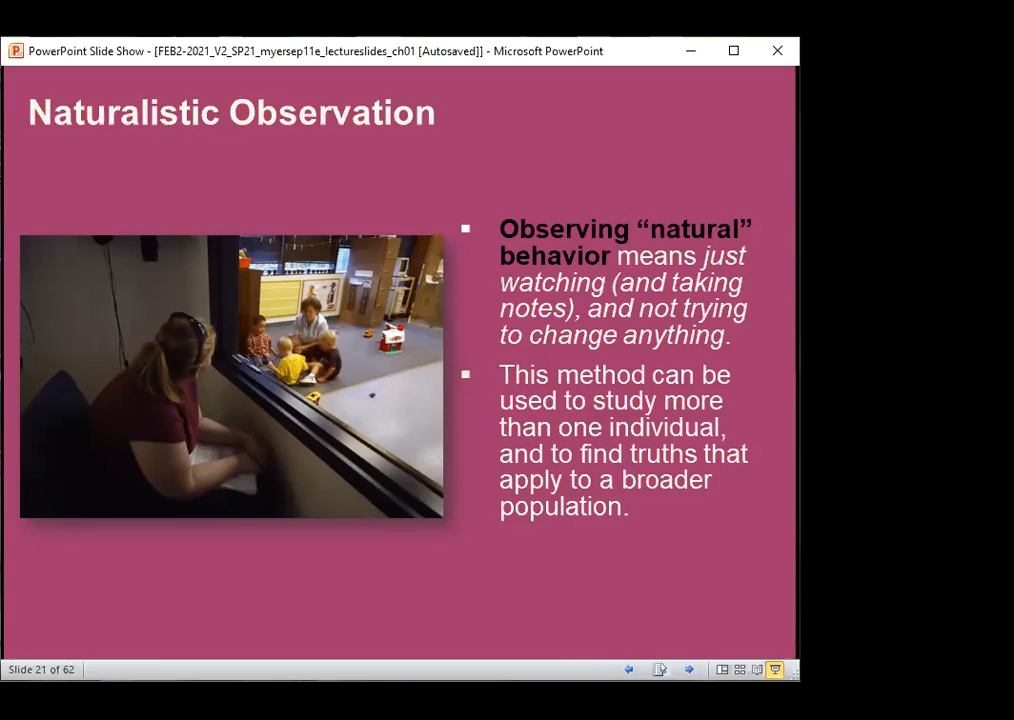 PowerPoint Slide Show - [FEB2-2021_V2_SP21_myersep11e_lectureslides_ch01 [Autosaved]] - Microsoft PowerPoint
Naturalistic Observation
Observing “natural”
behavior means just
watching (and taking
notes), and not trying
to change anything.
This method can be
used to study more
than one individual,
and to find truths that
apply to a broader
population.
Slide 21 of 62